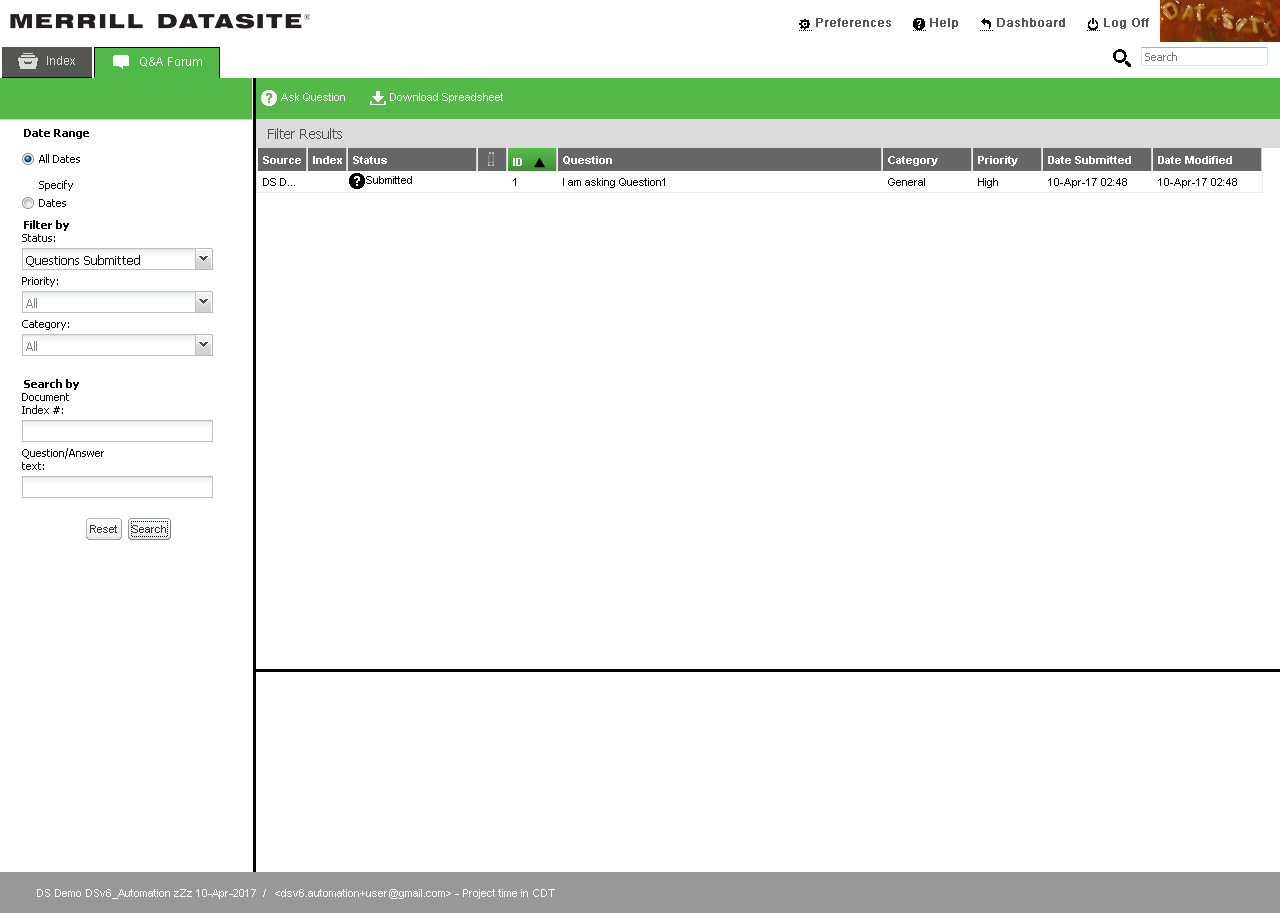 MERRILL DATASITE®
Preferences Help Dashboard Log Off
DATASITE
Index Q&A Forum
Search
Ask Question Download Spreadsheet
Date Range
All Dates
Specify
Dates
Filter by
Status:
Questions Submitted
Priority:
All
Category:
All
Search by
Document
Index #:
Question/Answer
text:
Reset Search
Filter Results
Source Index Status ID Question Category Priority Date Submitted Date Modified
DS D... Submitted 1 I am asking Question1 General High 10-Apr-17 02:48 10-Apr-17 02:48
DS Demo DSv6_Automation zZz 10-Apr-2017 / <dsv6.automation+user@gmail.com> - Project time in CDT